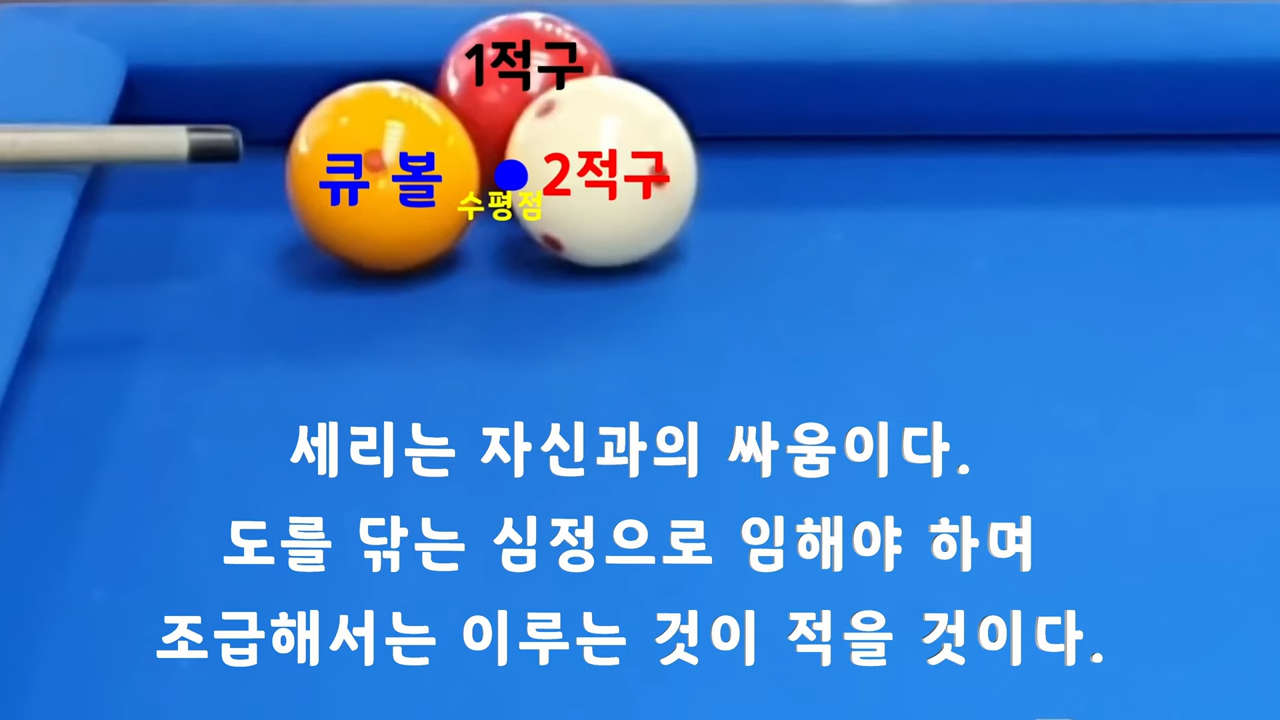 1적구
큐 볼
2적구
수평점
세리는 자신과의 싸움이다.
도를 닦는 심정으로 임해야 하며
조급해서는 이루는 것이 적을 것이다.